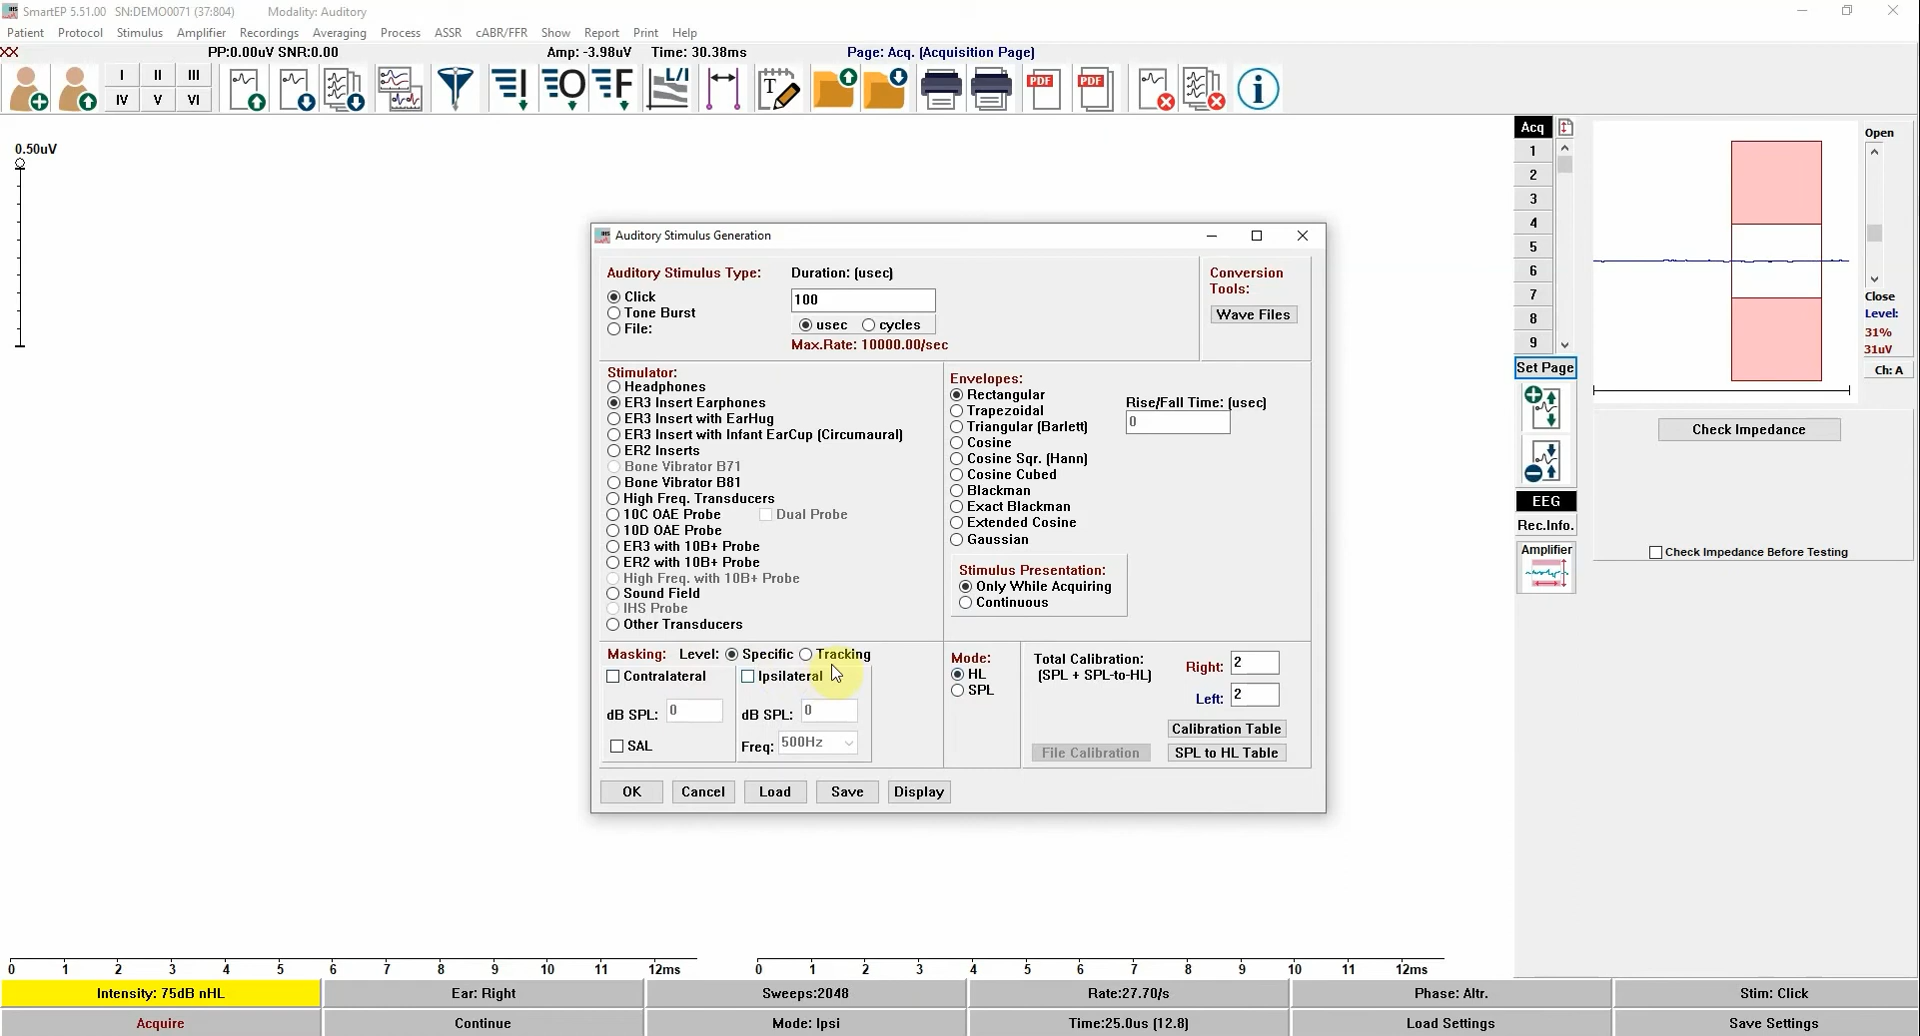 SmartEP 5.51.00 SN:DEMO0071 (37:804) Modality: Auditory
Patient Protocol Stimulus Amplifier Recordings Averaging Process ASSR cABR/FFR Show Report Print Help
XX PP:0.00uV SNR:0.00 Amp: -3.98uV Time: 30.38ms Page: Acq. (Acquisition Page)
I II III
IV V VI
I O F L/I T PDF PDF i
0.50uV
Acq
1
2
3
4
5
6
7
8
9
Set Page
EEG
Rec.Info.
Amplifier
Open
Close
Level:
31%
31uV
Ch: A
Check Impedance
Check Impedance Before Testing
Auditory Stimulus Generation
Auditory Stimulus Type:
Click
Tone Burst
File:
Duration: (usec)
100
usec cycles
Max.Rate: 10000.00/sec
Conversion
Tools:
Wave Files
Stimulator:
Headphones
ER3 Insert Earphones
ER3 Insert with EarHug
ER3 Insert with Infant EarCup (Circumaural)
ER2 Inserts
Bone Vibrator B71
Bone Vibrator B81
High Freq. Transducers
10C OAE Probe Dual Probe
10D OAE Probe
ER3 with 10B+ Probe
ER2 with 10B+ Probe
High Freq. with 10B+ Probe
Sound Field
IHS Probe
Other Transducers
Envelopes:
Rectangular
Trapezoidal
Triangular (Barlett)
Cosine
Cosine Sqr. (Hann)
Cosine Cubed
Blackman
Exact Blackman
Extended Cosine
Gaussian
Rise/Fall Time: (usec)
0
Stimulus Presentation:
Only While Acquiring
Continuous
Masking: Level: Specific Tracking
Contralateral Ipsilateral
dB SPL: 0 dB SPL: 0
SAL Freq: 500Hz
Mode:
HL
SPL
Total Calibration:
(SPL + SPL-to-HL)
Right: 2
Left: 2
Calibration Table
File Calibration SPL to HL Table
OK Cancel Load Save Display
0 1 2 3 4 5 6 7 8 9 10 11 12ms 0 1 2 3 4 5 6 7 8 9 10 11 12ms
Intensity: 75dB nHL Ear: Right Sweeps:2048 Rate:27.70/s Phase: Altr. Stim: Click
Acquire Continue Mode: Ipsi Time:25.0us (12.8) Load Settings Save Settings